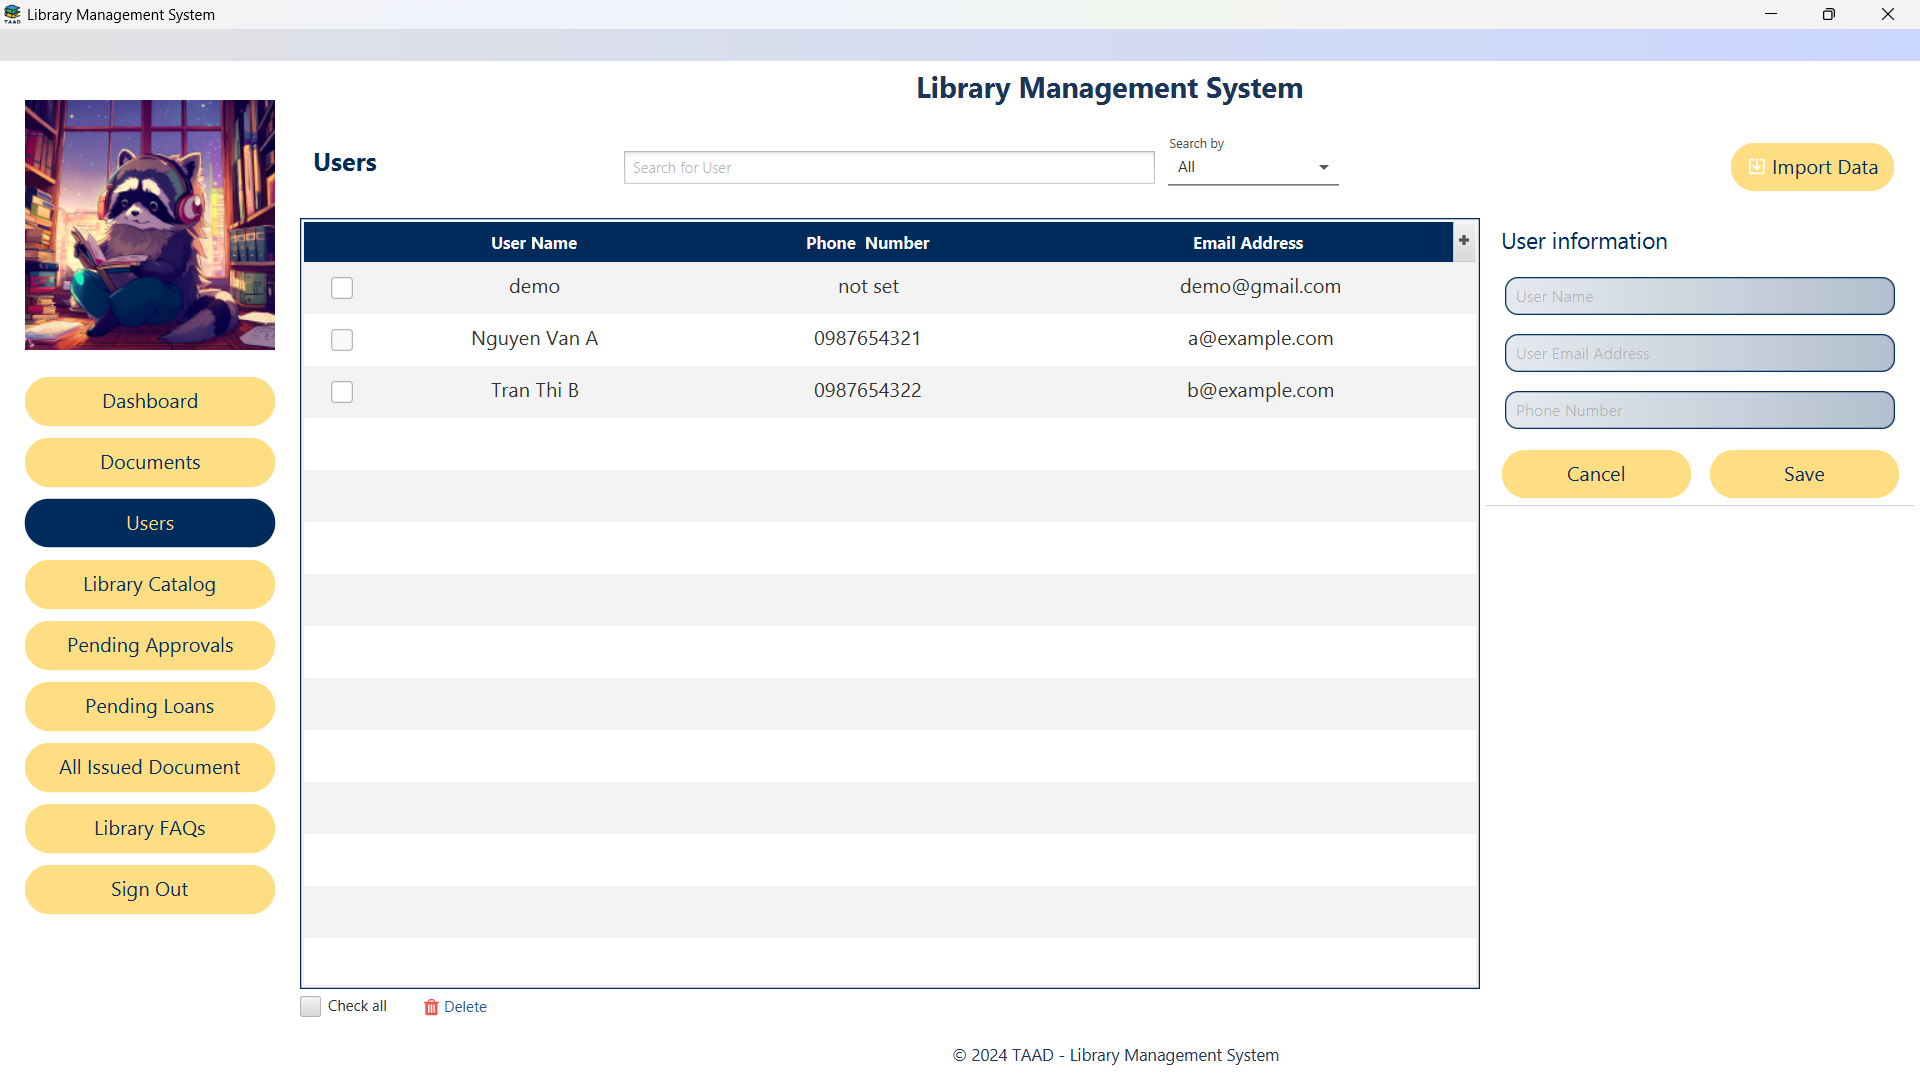 TAAD
Library Management System
Library Management System
Users
Search for User
Search by
All
Import Data
User Name
Phone  Number
Email Address
+
demo
not set
demo@gmail.com
Nguyen Van A
0987654321
a@example.com
Tran Thi B
0987654322
b@example.com
User information
User Name
User Email Address
Phone Number
Cancel
Save
Dashboard
Documents
Users
Library Catalog
Pending Approvals
Pending Loans
All Issued Document
Library FAQs
Sign Out
Check all
Delete
© 2024 TAAD - Library Management System